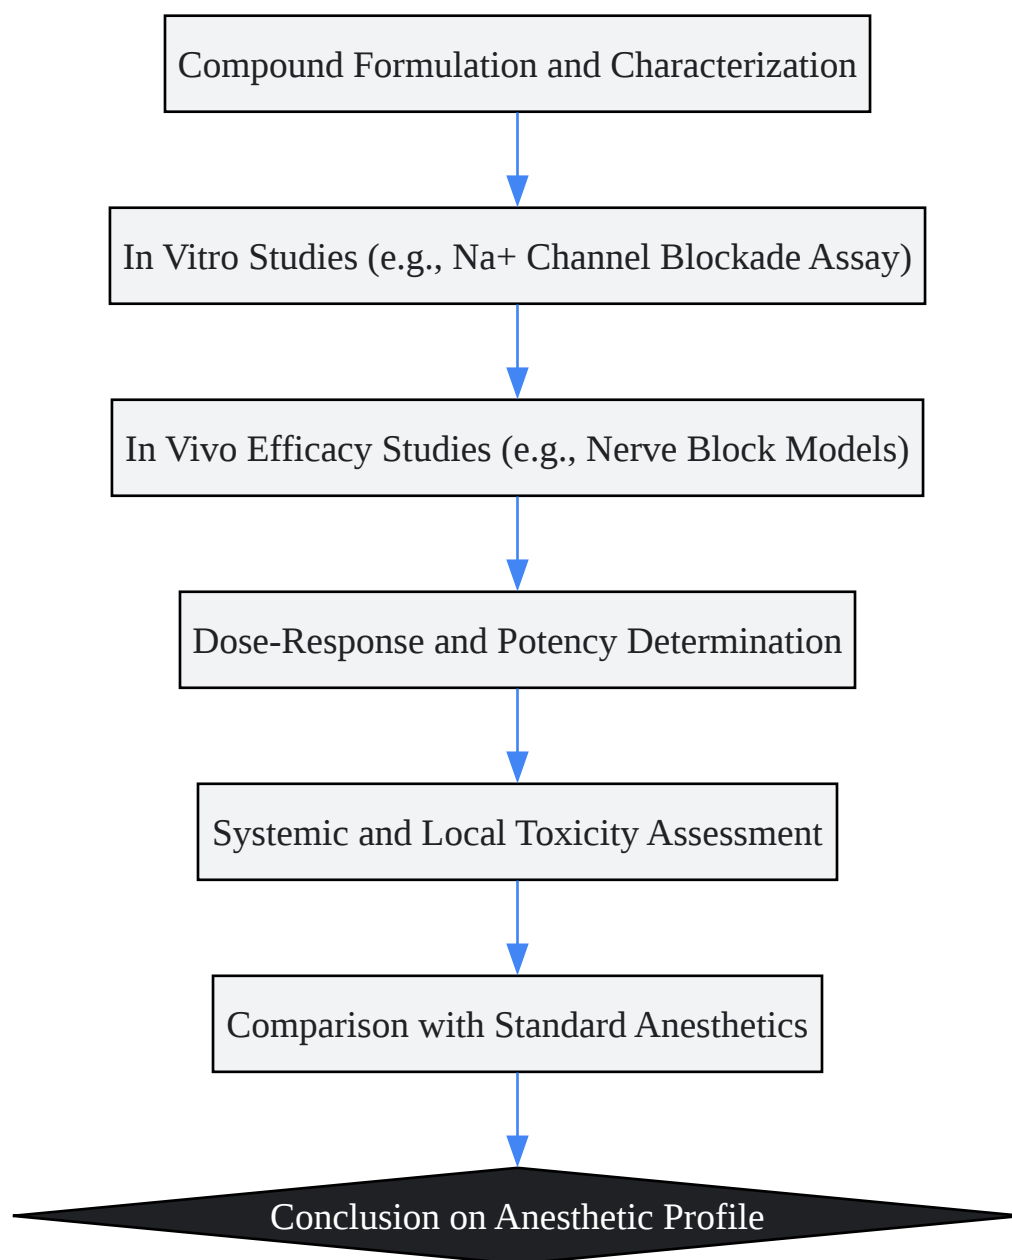 Compound Formulation and Characterization
In Vitro Studies (e.g., Na+ Channel Blockade Assay)
In Vivo Efficacy Studies (e.g., Nerve Block Models)
Dose-Response and Potency Determination
Systemic and Local Toxicity Assessment
Comparison with Standard Anesthetics
Conclusion on Anesthetic Profile